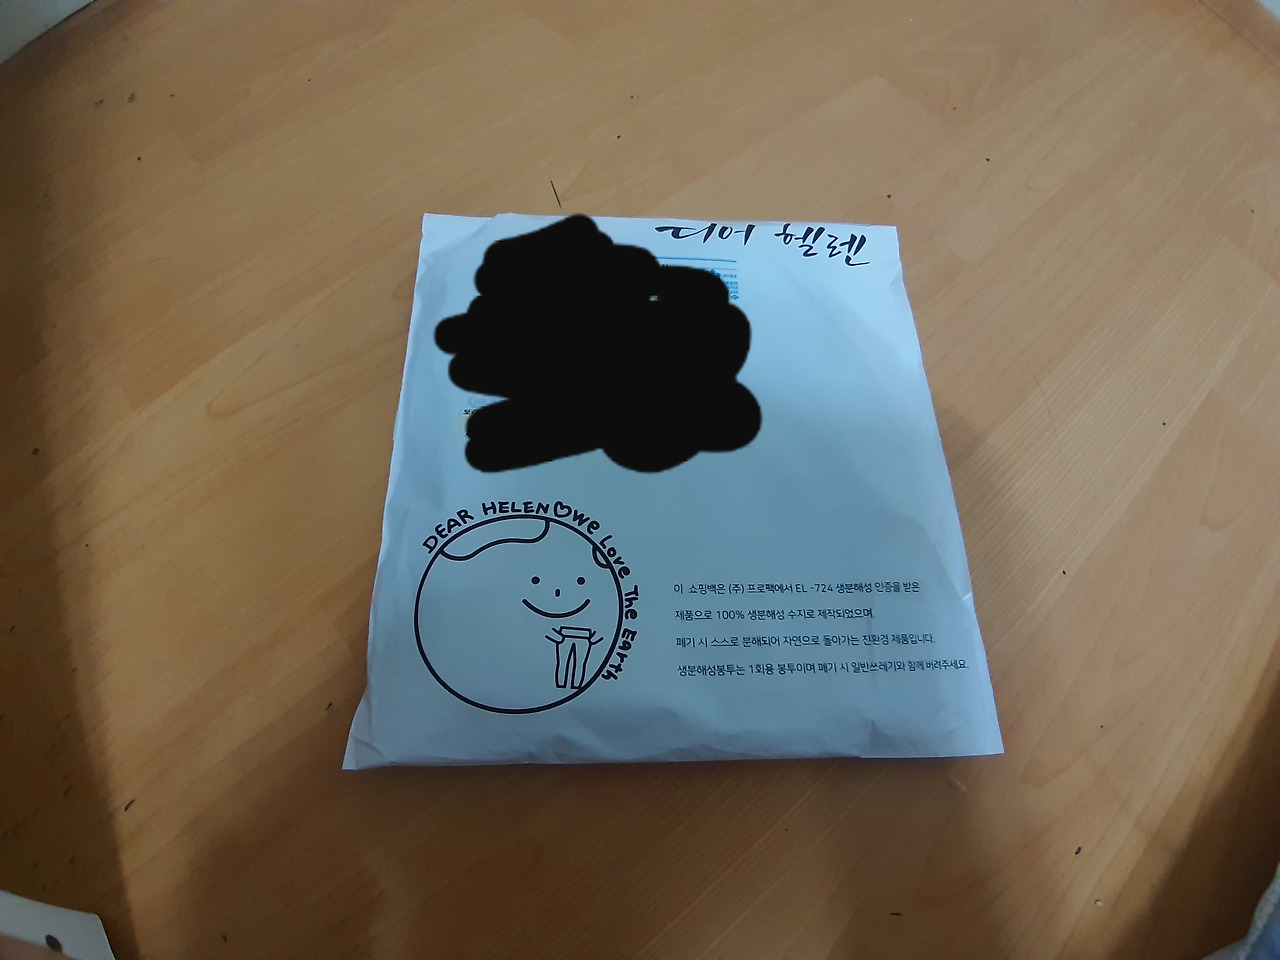 디어 헬렌
DEAR HELEN♡We Love The Earth
이 쇼핑백은 (주) 프로팩에서 EL -724 생분해성 인증을 받은
제품으로 100% 생분해성 수지로 제작되었으며,
폐기 시 스스로 분해되어 자연으로 돌아가는 친환경 제품입니다.
생분해성봉투는 1회용 봉투이며 폐기 시 일반쓰레기와 함께 버려주세요.